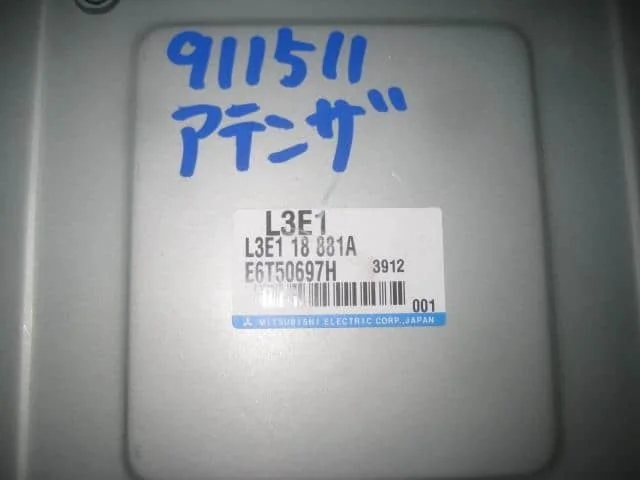 911511
アテンザ
L3E1
L3E1 18 881A
E6T50697H 3912
001
MITSUBISHI ELECTRIC CORP.,JAPAN